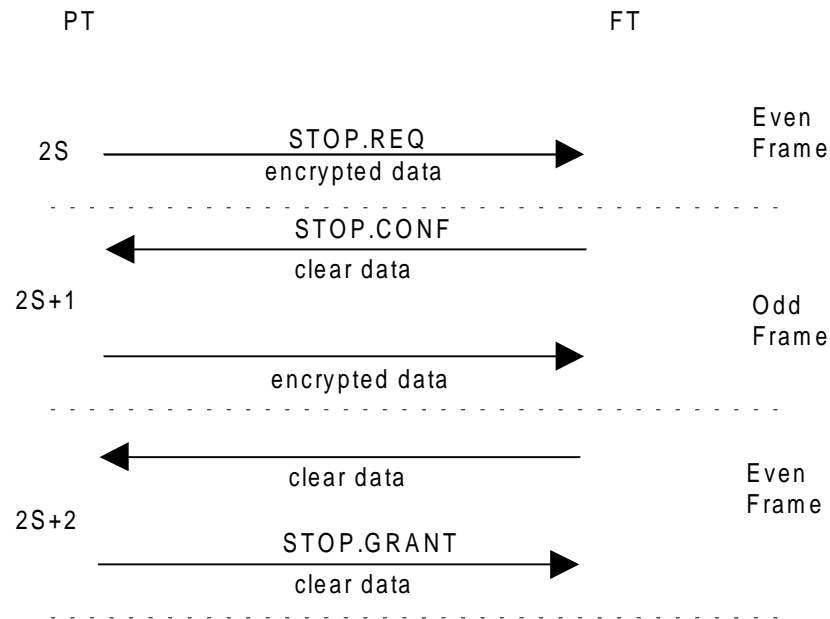 PT FT
2S STOP.REQ Even
encrypted data Frame
STOP.CONF
clear data
2S+1 Odd
Frame
encrypted data
clear data Even
Frame
2S+2 STOP.GRANT
clear data